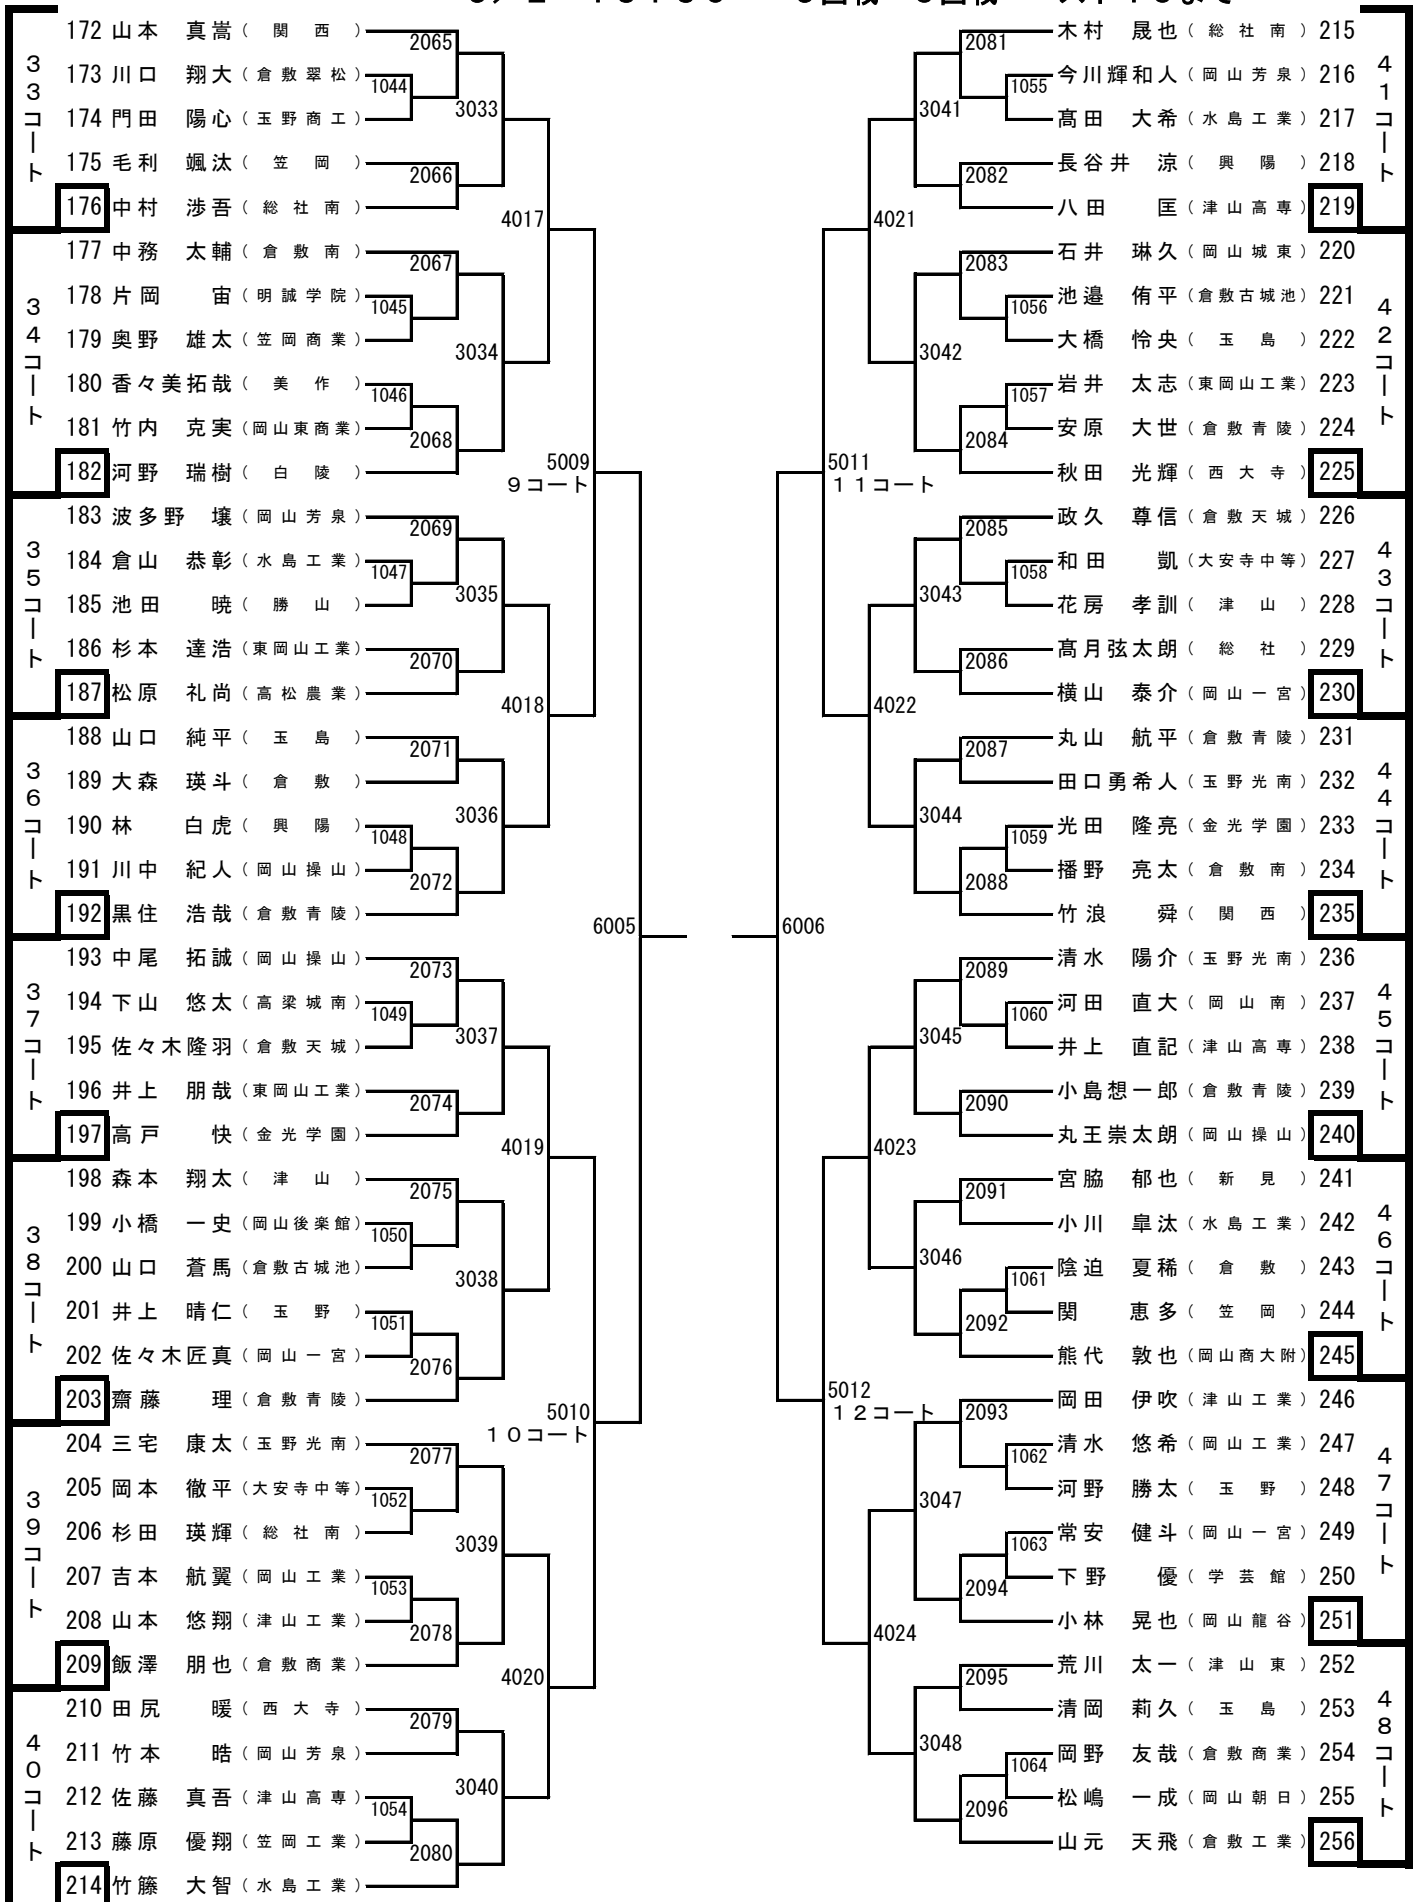 172 山本 真嵩（ 関 西 ）
173 川口 翔大（倉敷翠松）
174 門田 陽心（玉野商工）
175 毛利 颯汰（ 笠 岡 ）
176 中村 渉吾（総社南）
33コート
2065
1044
3033
2066
4017
177 中務 太輔（倉敷南）
178 片岡 宙（明誠学院）
179 奥野 雄太（笠岡商業）
180 香々美拓哉（ 美 作 ）
181 竹内 克実（岡山東商業）
182 河野 瑞樹（ 白 陵 ）
34コート
2067
1045
3034
1046
2068
5009
9コート
183 波多野 壌（岡山芳泉）
184 倉山 恭彰（水島工業）
185 池田 暁（ 勝 山 ）
186 杉本 達浩（東岡山工業）
187 松原 礼尚（高松農業）
35コート
2069
1047
3035
2070
4018
188 山口 純平（ 玉 島 ）
189 大森 瑛斗（ 倉 敷 ）
190 林 白虎（ 興 陽 ）
191 川中 紀人（岡山操山）
192 黒住 浩哉（倉敷青陵）
36コート
2071
3036
1048
2072
6005
193 中尾 拓誠（岡山操山）
194 下山 悠太（高梁城南）
195 佐々木隆羽（倉敷天城）
196 井上 朋哉（東岡山工業）
197 高戸 快（金光学園）
37コート
2073
1049
3037
2074
4019
198 森本 翔太（ 津 山 ）
199 小橋 一史（岡山後楽館）
200 山口 蒼馬（倉敷古城池）
201 井上 晴仁（ 玉 野 ）
202 佐々木匠真（岡山一宮）
203 齋藤 理（倉敷青陵）
38コート
2075
1050
3038
1051
2076
5010
10コート
204 三宅 康太（玉野光南）
205 岡本 徹平（大安寺中等）
206 杉田 瑛輝（総社南）
207 吉本 航翼（岡山工業）
208 山本 悠翔（津山工業）
209 飯澤 朋也（倉敷商業）
39コート
2077
1052
3039
1053
2078
4020
210 田尻 暖（西大寺）
211 竹本 晧（岡山芳泉）
212 佐藤 真吾（津山高専）
213 藤原 優翔（笠岡工業）
214 竹籐 大智（水島工業）
40コート
2079
3040
1054
2080
木村 晟也（総社南）215
今川輝和人（岡山芳泉）216
髙田 大希（水島工業）217
長谷井 涼（ 興 陽 ）218
八田 匡（津山高専）219
41コート
2081
1055
3041
2082
4021
石井 琳久（岡山城東）220
池邉 侑平（倉敷古城池）221
大橋 怜央（ 玉 島 ）222
岩井 太志（東岡山工業）223
安原 大世（倉敷青陵）224
秋田 光輝（西大寺）225
42コート
2083
1056
3042
1057
2084
5011
11コート
政久 尊信（倉敷天城）226
和田 凱（大安寺中等）227
花房 孝訓（ 津 山 ）228
髙月弦太朗（ 総 社 ）229
横山 泰介（岡山一宮）230
43コート
2085
1058
3043
2086
4022
丸山 航平（倉敷青陵）231
田口勇希人（玉野光南）232
光田 隆亮（金光学園）233
播野 亮太（倉敷南）234
竹浪 舜（ 関 西 ）235
44コート
2087
3044
1059
2088
6006
清水 陽介（玉野光南）236
河田 直大（岡山南）237
井上 直記（津山高専）238
小島想一郎（倉敷青陵）239
丸王崇太朗（岡山操山）240
45コート
2089
1060
3045
2090
4023
宮脇 郁也（ 新 見 ）241
小川 皐汰（水島工業）242
陰迫 夏稀（ 倉 敷 ）243
関 恵多（ 笠 岡 ）244
熊代 敦也（岡山商大附）245
46コート
2091
3046
1061
2092
5012
12コート
岡田 伊吹（津山工業）246
清水 悠希（岡山工業）247
河野 勝太（ 玉 野 ）248
常安 健斗（岡山一宮）249
下野 優（学芸館）250
小林 晃也（岡山龍谷）251
47コート
2093
1062
3047
1063
2094
4024
荒川 太一（津山東）252
清岡 莉久（ 玉 島 ）253
岡野 友哉（倉敷商業）254
松嶋 一成（岡山朝日）255
山元 天飛（倉敷工業）256
48コート
2095
3048
1064
2096